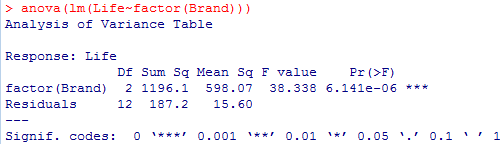 > anova(lm(Life~factor(Brand)))
Analysis of Variance Table

Response: Life
              Df Sum Sq Mean Sq F value    Pr(>F)
factor(Brand)  2 1196.1  598.07  38.338 6.141e-06 ***
Residuals     12  187.2   15.60
---
Signif. codes:  0 ‘***’ 0.001 ‘**’ 0.01 ‘*’ 0.05 ‘.’ 0.1 ‘ ’ 1